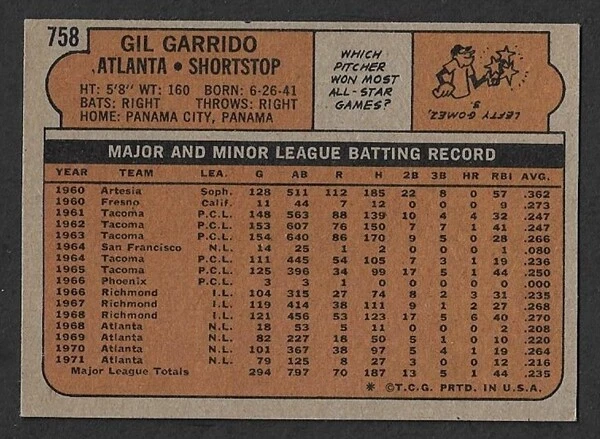 758
GIL GARRIDO
ATLANTA • SHORTSTOP
HT: 5'8" WT: 160 BORN: 6-26-41
BATS: RIGHT THROWS: RIGHT
HOME: PANAMA CITY, PANAMA
WHICH
PITCHER
WON MOST
ALL-STAR
GAMES?
LEFTY GOMEZ,
3.
MAJOR AND MINOR LEAGUE BATTING RECORD
YEAR TEAM LEA. G AB R H 2B 3B HR RBI AVG.
1960 Artesia Soph. 128 511 112 185 22 8 0 57 .362
1960 Fresno Calif. 11 44 7 12 0 0 0 9 .273
1961 Tacoma P.C.L. 148 563 88 139 10 4 4 32 .247
1962 Tacoma P.C.L. 153 607 76 150 7 7 1 41 .247
1963 Tacoma P.C.L. 154 640 86 170 9 5 0 28 .266
1964 San Francisco N.L. 14 25 1 2 0 0 0 1 .080
1964 Tacoma P.C.L. 111 445 54 105 7 3 1 19 .236
1965 Tacoma P.C.L. 125 396 34 99 17 5 1 44 .250
1966 Phoenix P.C.L. 3 3 1 0 0 0 0 0 .000
1966 Richmond I.L. 104 315 27 74 8 2 3 31 .235
1967 Richmond I.L. 119 414 38 111 9 1 2 27 .268
1968 Richmond I.L. 121 456 53 123 17 5 0 34 .270
1968 Atlanta N.L. 18 53 5 11 0 0 0 2 .208
1969 Atlanta N.L. 82 227 18 50 5 1 0 10 .220
1970 Atlanta N.L. 101 367 38 97 5 4 1 19 .264
1971 Atlanta N.L. 79 125 8 27 3 0 0 12 .216
Major League Totals 294 797 70 187 13 5 1 44 .235
* ©T.C.G. PRTD. IN U.S.A.